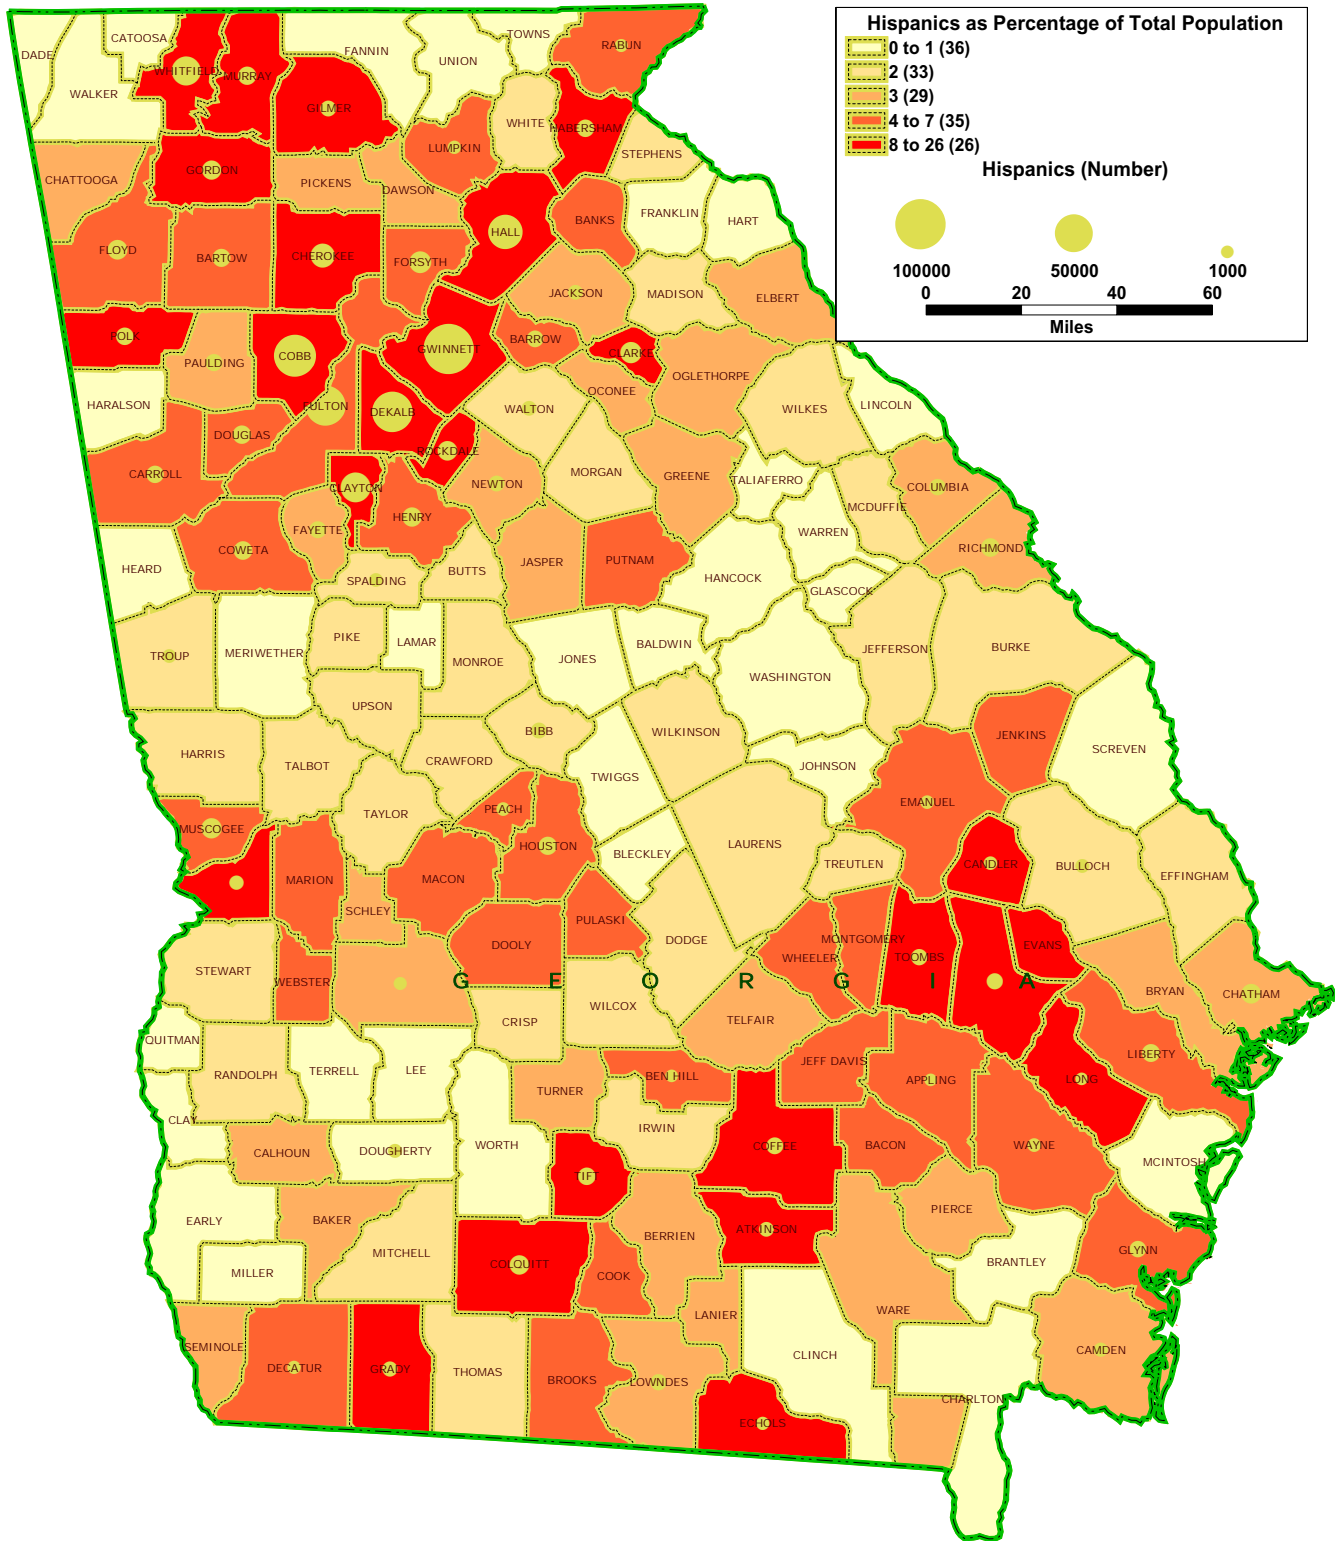 Hispanics as Percentage of Total Population
0 to 1 (36)
2 (33)
3 (29)
4 to 7 (35)
8 to 26 (26)
Hispanics (Number)
100000 50000 1000
0 20 40 60
Miles
DADE
CATOOSA
WALKER
WHITFIELD
MURRAY
FANNIN
UNION
TOWNS
RABUN
GILMER
LUMPKIN
WHITE
HABERSHAM
STEPHENS
CHATTOOGA
GORDON
PICKENS
DAWSON
HALL
BANKS
FRANKLIN
HART
FLOYD
BARTOW
CHEROKEE
FORSYTH
JACKSON
MADISON
ELBERT
POLK
PAULDING
COBB
GWINNETT
BARROW
CLARKE
OCONEE
OGLETHORPE
WILKES
LINCOLN
HARALSON
FULTON
DEKALB
WALTON
CARROLL
DOUGLAS
ROCKDALE
CLAYTON
NEWTON
MORGAN
GREENE
TALIAFERRO
MCDUFFIE
COLUMBIA
HENRY
FAYETTE
COWETA
HEARD
SPALDING
BUTTS
JASPER
PUTNAM
HANCOCK
WARREN
GLASCOCK
RICHMOND
TROUP
MERIWETHER
PIKE
LAMAR
MONROE
JONES
BALDWIN
WASHINGTON
JEFFERSON
BURKE
UPSON
BIBB
WILKINSON
JENKINS
SCREVEN
HARRIS
TALBOT
CRAWFORD
TWIGGS
JOHNSON
EMANUEL
TAYLOR
PEACH
MUSCOGEE
HOUSTON
BLECKLEY
LAURENS
TREUTLEN
CANDLER
BULLOCH
EFFINGHAM
MARION
MACON
SCHLEY
PULASKI
DODGE
DOOLY
WHEELER
MONTGOMERY
TOOMBS
EVANS
STEWART
WEBSTER
G E O R G I A
BRYAN
CHATHAM
CRISP
WILCOX
TELFAIR
QUITMAN
RANDOLPH
TERRELL
LEE
TURNER
BEN HILL
JEFF DAVIS
APPLING
LONG
LIBERTY
CLAY
CALHOUN
DOUGHERTY
WORTH
IRWIN
COFFEE
BACON
WAYNE
MCINTOSH
TIFT
EARLY
BAKER
MITCHELL
BERRIEN
ATKINSON
PIERCE
BRANTLEY
GLYNN
MILLER
COLQUITT
COOK
LANIER
WARE
SEMINOLE
DECATUR
GRADY
THOMAS
BROOKS
LOWNDES
CLINCH
CHARLTON
CAMDEN
ECHOLS